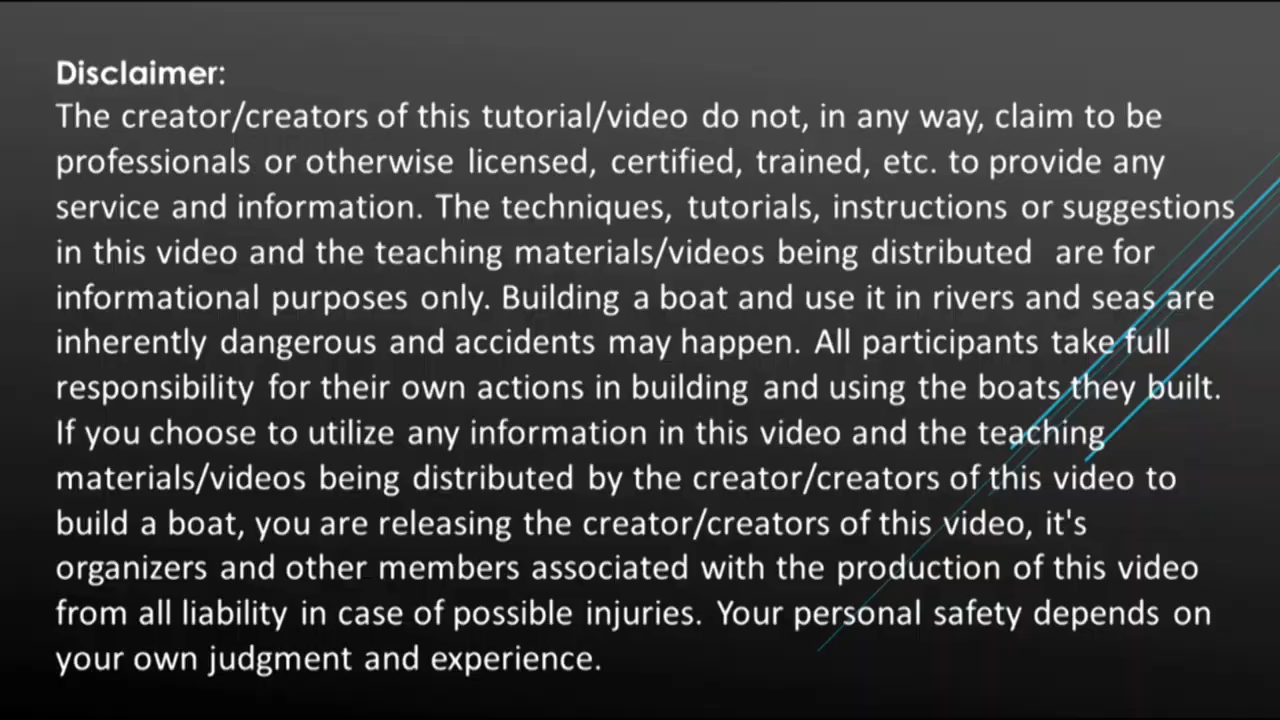 Disclaimer:
The creator/creators of this tutorial/video do not, in any way, claim to be
professionals or otherwise licensed, certified, trained, etc. to provide any
service and information. The techniques, tutorials, instructions or suggestions
in this video and the teaching materials/videos being distributed are for
informational purposes only. Building a boat and use it in rivers and seas are
inherently dangerous and accidents may happen. All participants take full
responsibility for their own actions in building and using the boats they built.
If you choose to utilize any information in this video and the teaching
materials/videos being distributed by the creator/creators of this video to
build a boat, you are releasing the creator/creators of this video, it's
organizers and other members associated with the production of this video
from all liability in case of possible injuries. Your personal safety depends on
your own judgment and experience.